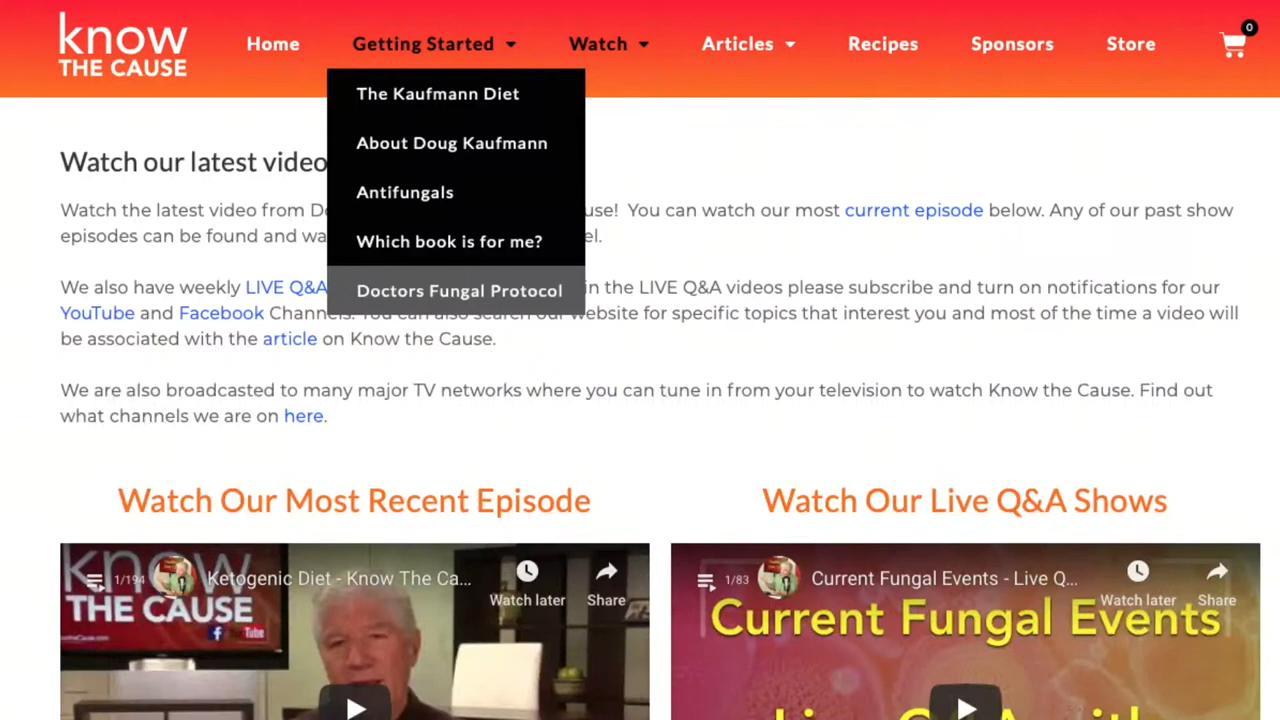 know
THE CAUSE
Home
Getting Started
Watch
Articles
Recipes
Sponsors
Store
0
The Kaufmann Diet
About Doug Kaufmann
Antifungals
Which book is for me?
Doctors Fungal Protocol
Watch our latest video
Watch the latest video from use! You can watch our most current episode below. Any of our past show
episodes can be found and el.
We also have weekly LIVE Q&A in the LIVE Q&A videos please subscribe and turn on notifications for our
YouTube and Facebook Channels. You can also search our website for specific topics that interest you and most of the time a video will
be associated with the article on Know the Cause.
We are also broadcasted to many major TV networks where you can tune in from your television to watch Know the Cause. Find out
what channels we are on here.
Watch Our Most Recent Episode
Watch Our Live Q&A Shows
know
THE CAUSE
1/194
Ketogenic Diet - Know The Ca...
Watch later
Share
YouTube
1/83
Current Fungal Events - Live Q...
Watch later
Share
Current Fungal Events